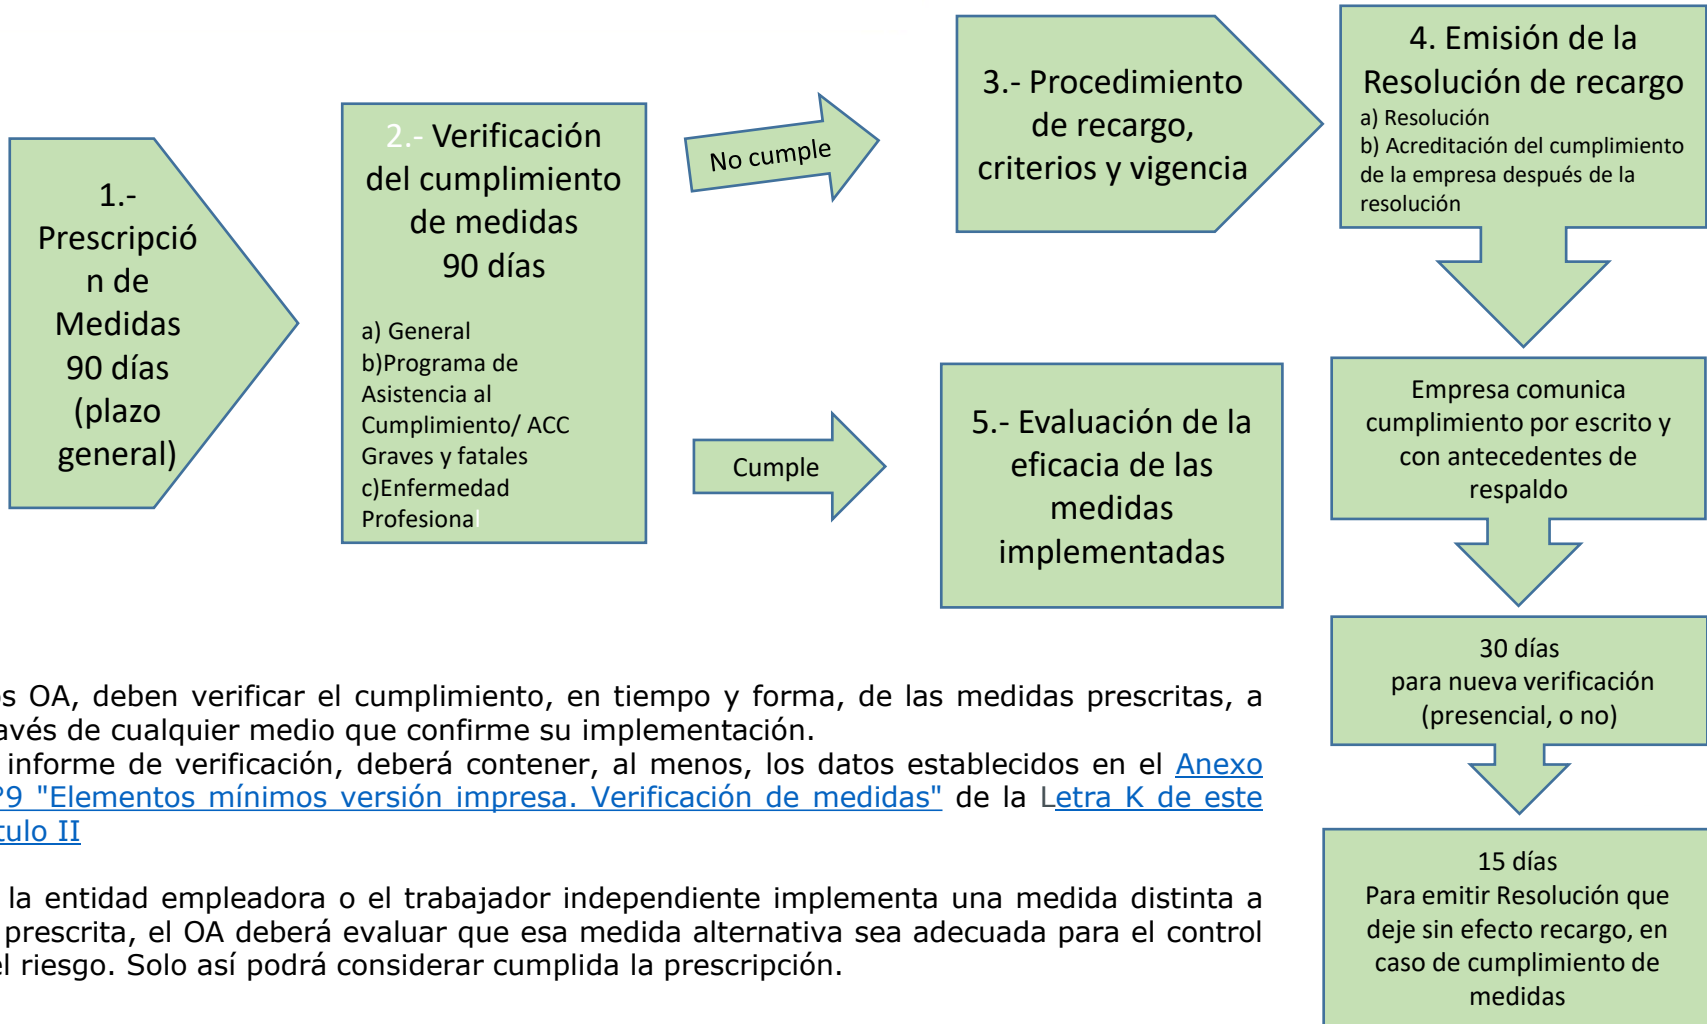 1.-
Prescripció
n de
Medidas
90 días
(plazo
general)
2.- Verificación
del cumplimiento
de medidas
90 días
a) General
b)Programa de
Asistencia al
Cumplimiento/ ACC
Graves y fatales
c)Enfermedad
Profesional
No cumple
Cumple
3.- Procedimiento
de recargo,
criterios y vigencia
4. Emisión de la
Resolución de recargo
a) Resolución
b) Acreditación del cumplimiento
de la empresa después de la
resolución
5.- Evaluación de la
eficacia de las
medidas
implementadas
Empresa comunica
cumplimiento por escrito y
con antecedentes de
respaldo
30 días
para nueva verificación
(presencial, o no)
15 días
Para emitir Resolución que
deje sin efecto recargo, en
caso de cumplimiento de
medidas
os OA, deben verificar el cumplimiento, en tiempo y forma, de las medidas prescritas, a
avés de cualquier medio que confirme su implementación.
informe de verificación, deberá contener, al menos, los datos establecidos en el Anexo
°9 "Elementos mínimos versión impresa. Verificación de medidas" de la Letra K de este
tulo II
la entidad empleadora o el trabajador independiente implementa una medida distinta a
prescrita, el OA deberá evaluar que esa medida alternativa sea adecuada para el control
el riesgo. Solo así podrá considerar cumplida la prescripción.